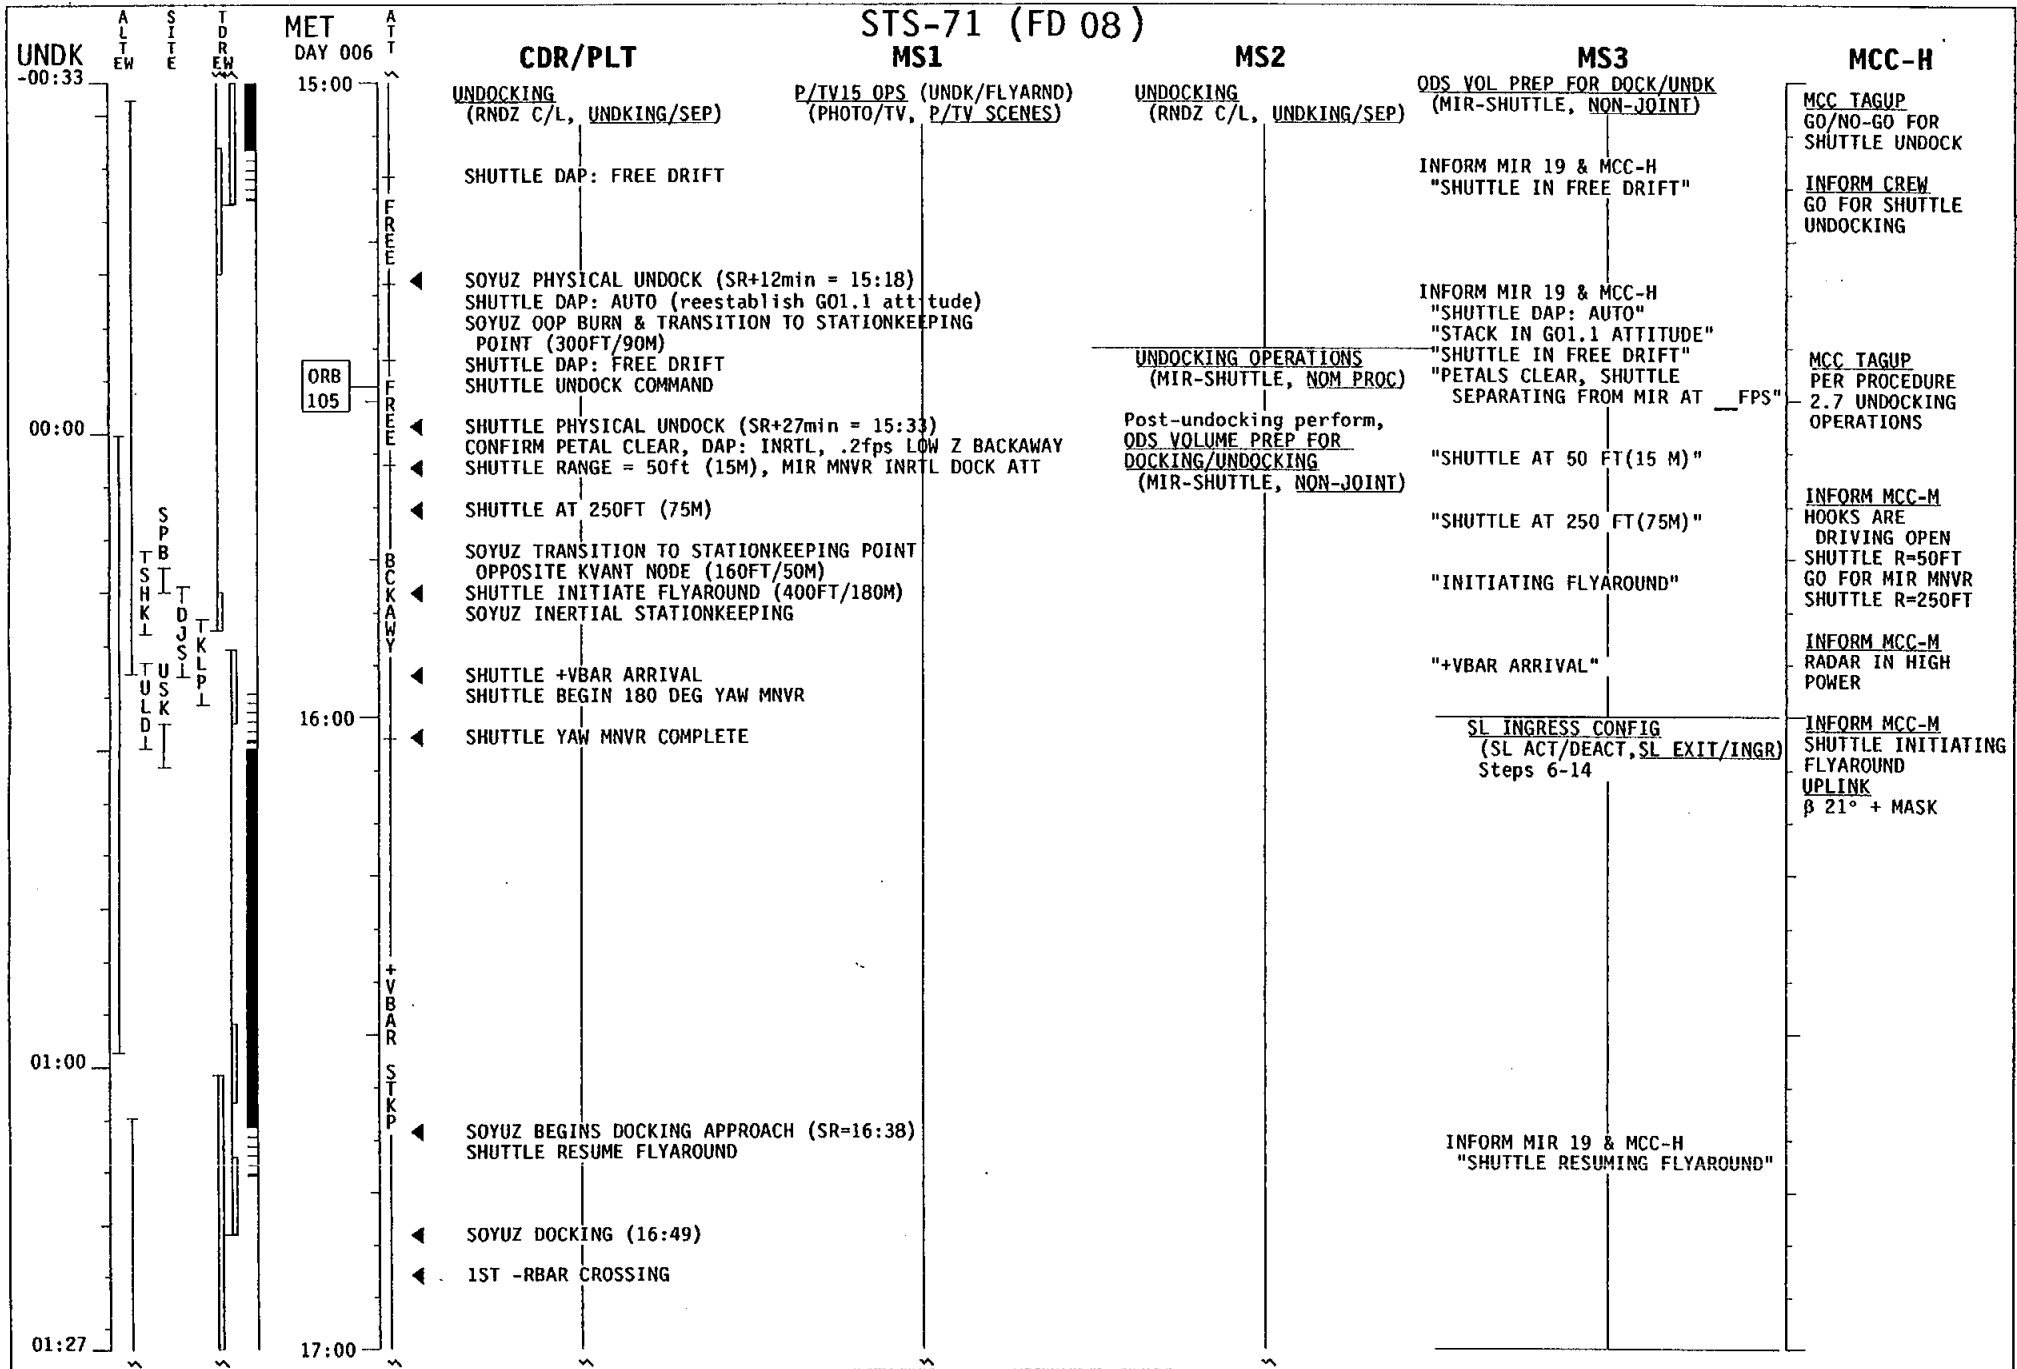 STS-71 (FD 08)
UNDK
ALT EW
SITE
TDR EW
MET
DAY 006
ATT
CDR/PLT
MS1
MS2
MS3
MCC-H
-00:33
00:00
01:00
01:27
SPB
TSHK
DJS
KLP
ULD
USK
15:00
16:00
17:00
ORB
105
FREE
FREE
BCKAWY
+VBAR STKP
UNDOCKING
(RNDZ C/L, UNDKING/SEP)
SHUTTLE DAP: FREE DRIFT
SOYUZ PHYSICAL UNDOCK (SR+12min = 15:18)
SHUTTLE DAP: AUTO (reestablish GO1.1 attitude)
SOYUZ OOP BURN & TRANSITION TO STATIONKEEPING
POINT (300FT/90M)
SHUTTLE DAP: FREE DRIFT
SHUTTLE UNDOCK COMMAND
SHUTTLE PHYSICAL UNDOCK (SR+27min = 15:33)
CONFIRM PETAL CLEAR, DAP: INRTL, .2fps LOW Z BACKAWAY
SHUTTLE RANGE = 50ft (15M), MIR MNVR INRTL DOCK ATT
SHUTTLE AT 250FT (75M)
SOYUZ TRANSITION TO STATIONKEEPING POINT
OPPOSITE KVANT NODE (160FT/50M)
SHUTTLE INITIATE FLYAROUND (400FT/180M)
SOYUZ INERTIAL STATIONKEEPING
SHUTTLE +VBAR ARRIVAL
SHUTTLE BEGIN 180 DEG YAW MNVR
SHUTTLE YAW MNVR COMPLETE
SOYUZ BEGINS DOCKING APPROACH (SR=16:38)
SHUTTLE RESUME FLYAROUND
SOYUZ DOCKING (16:49)
1ST -RBAR CROSSING
P/TV15 OPS (UNDK/FLYARND)
(PHOTO/TV, P/TV SCENES)
UNDOCKING
(RNDZ C/L, UNDKING/SEP)
UNDOCKING OPERATIONS
(MIR-SHUTTLE, NOM PROC)
Post-undocking perform,
ODS VOLUME PREP FOR
DOCKING/UNDOCKING
(MIR-SHUTTLE, NON-JOINT)
ODS VOL PREP FOR DOCK/UNDK
(MIR-SHUTTLE, NON-JOINT)
INFORM MIR 19 & MCC-H
"SHUTTLE IN FREE DRIFT"
INFORM MIR 19 & MCC-H
"SHUTTLE DAP: AUTO"
"STACK IN GO1.1 ATTITUDE"
"SHUTTLE IN FREE DRIFT"
"PETALS CLEAR, SHUTTLE
SEPARATING FROM MIR AT __FPS"
"SHUTTLE AT 50 FT(15 M)"
"SHUTTLE AT 250 FT(75M)"
"INITIATING FLYAROUND"
"+VBAR ARRIVAL"
SL INGRESS CONFIG
(SL ACT/DEACT,SL EXIT/INGR)
Steps 6-14
INFORM MIR 19 & MCC-H
"SHUTTLE RESUMING FLYAROUND"
MCC TAGUP
GO/NO-GO FOR
SHUTTLE UNDOCK
INFORM CREW
GO FOR SHUTTLE
UNDOCKING
MCC TAGUP
PER PROCEDURE
2.7 UNDOCKING
OPERATIONS
INFORM MCC-M
HOOKS ARE
DRIVING OPEN
SHUTTLE R=50FT
GO FOR MIR MNVR
SHUTTLE R=250FT
INFORM MCC-M
RADAR IN HIGH
POWER
INFORM MCC-M
SHUTTLE INITIATING
FLYAROUND
UPLINK
β 21° + MASK